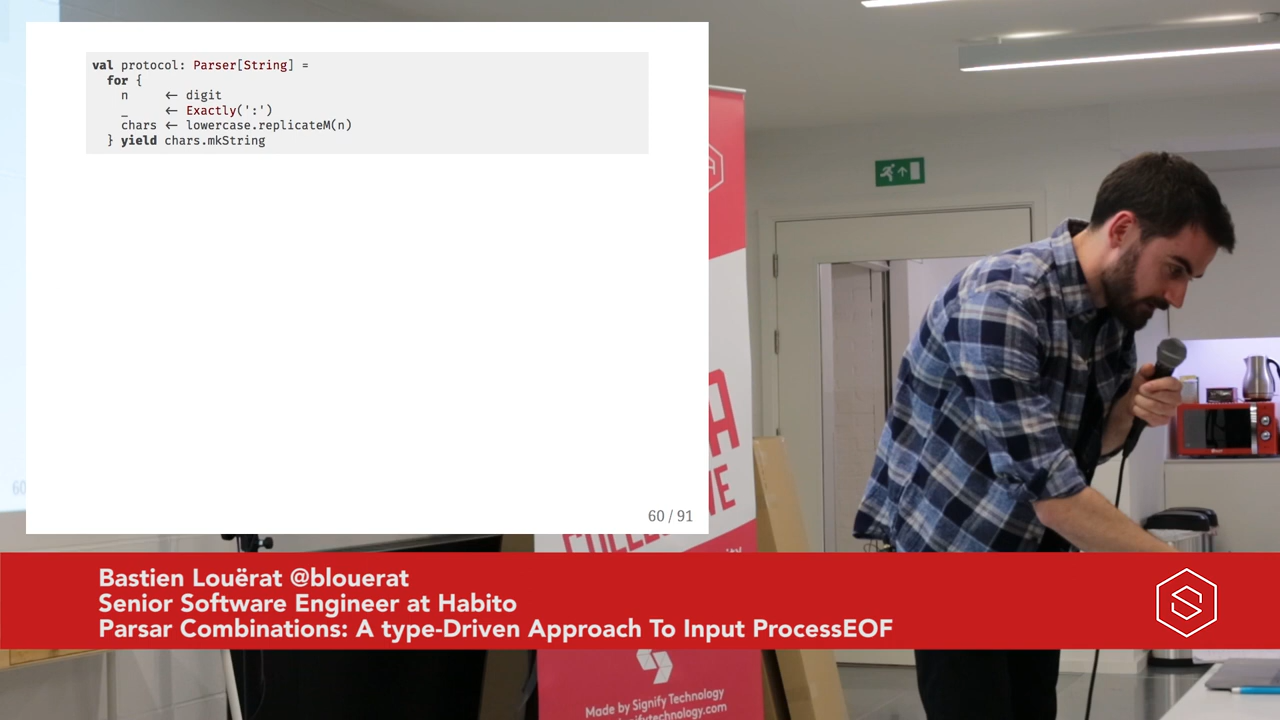 val protocol: Parser[String] =
for {
n ← digit
_ ← Exactly(':')
chars ← lowercase.replicateM(n)
} yield chars.mkString
60 / 91
60
Bastien Louërat @blouerat
Senior Software Engineer at Habito
Parsar Combinations: A type-Driven Approach To Input ProcessEOF
Made by Signify Technology